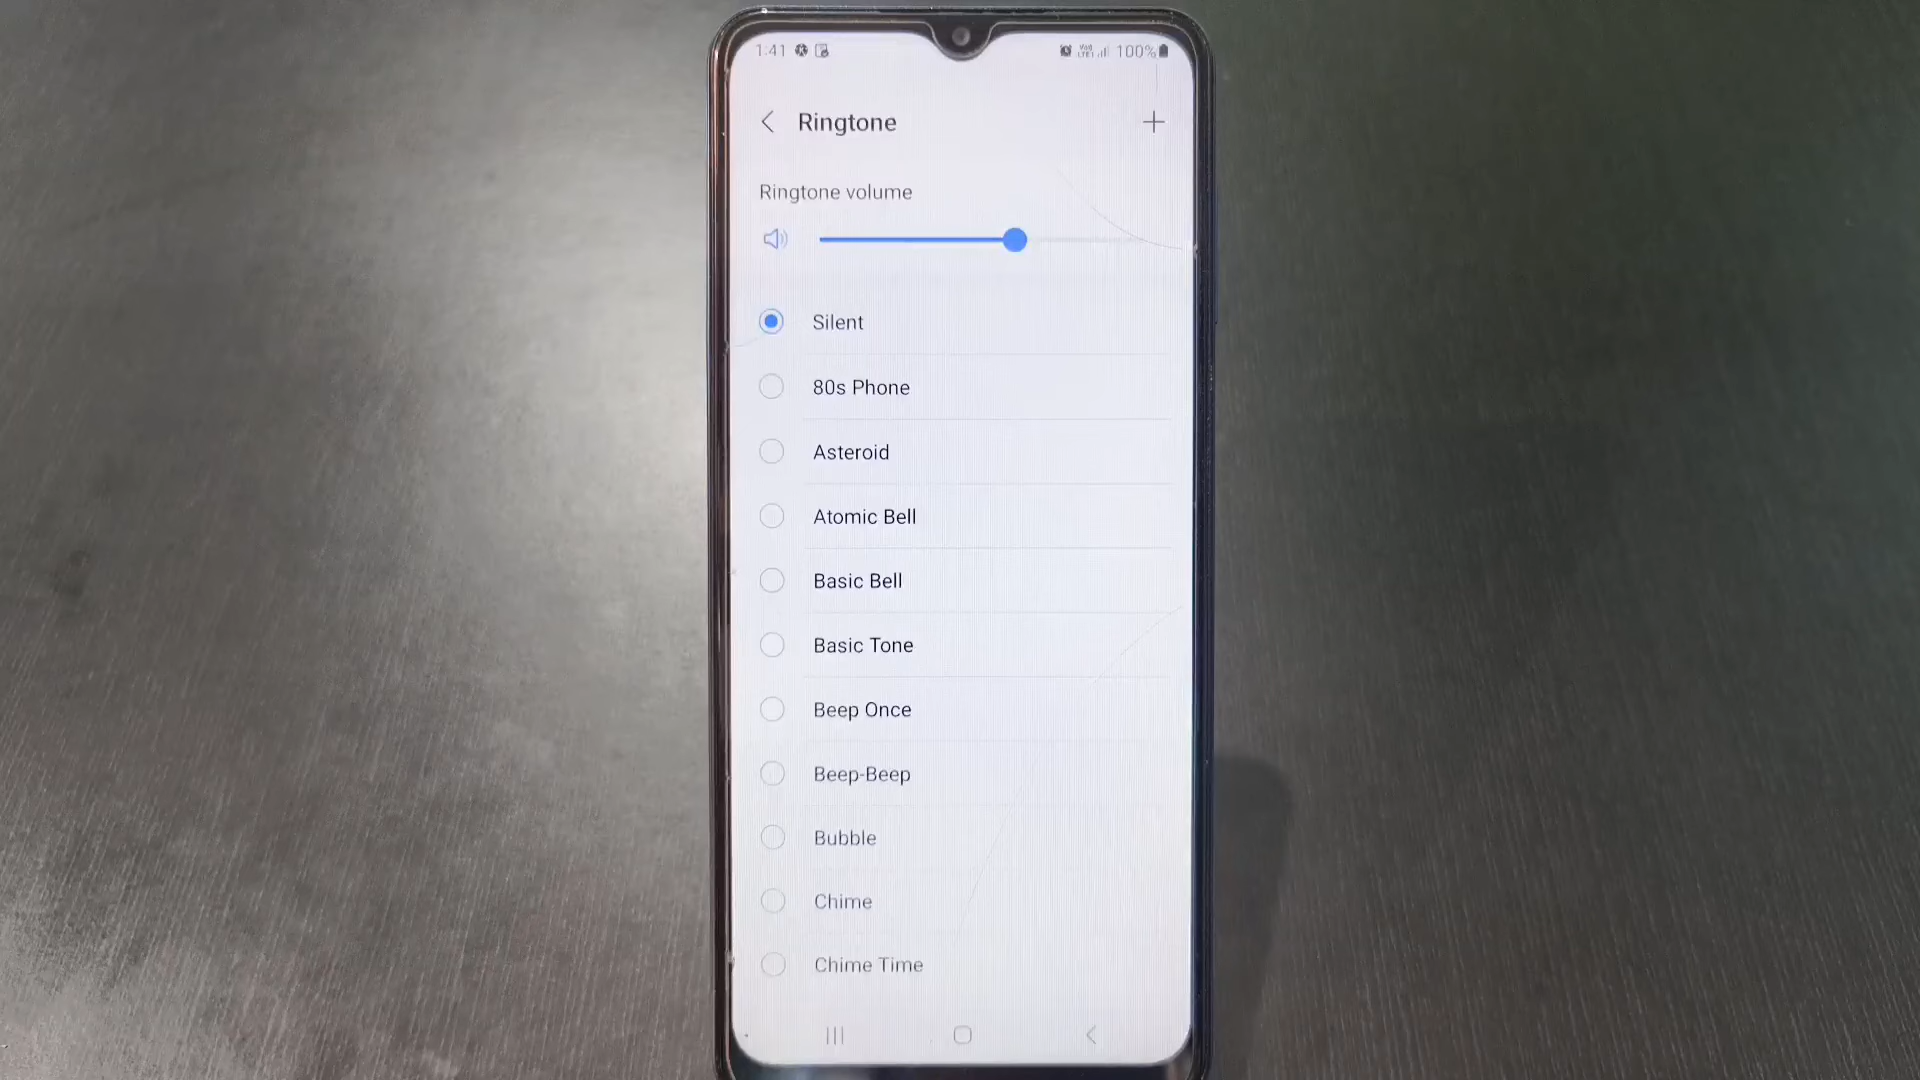 1:41 100%
Ringtone
Ringtone volume
Silent
80s Phone
Asteroid
Atomic Bell
Basic Bell
Basic Tone
Beep Once
Beep-Beep
Bubble
Chime
Chime Time